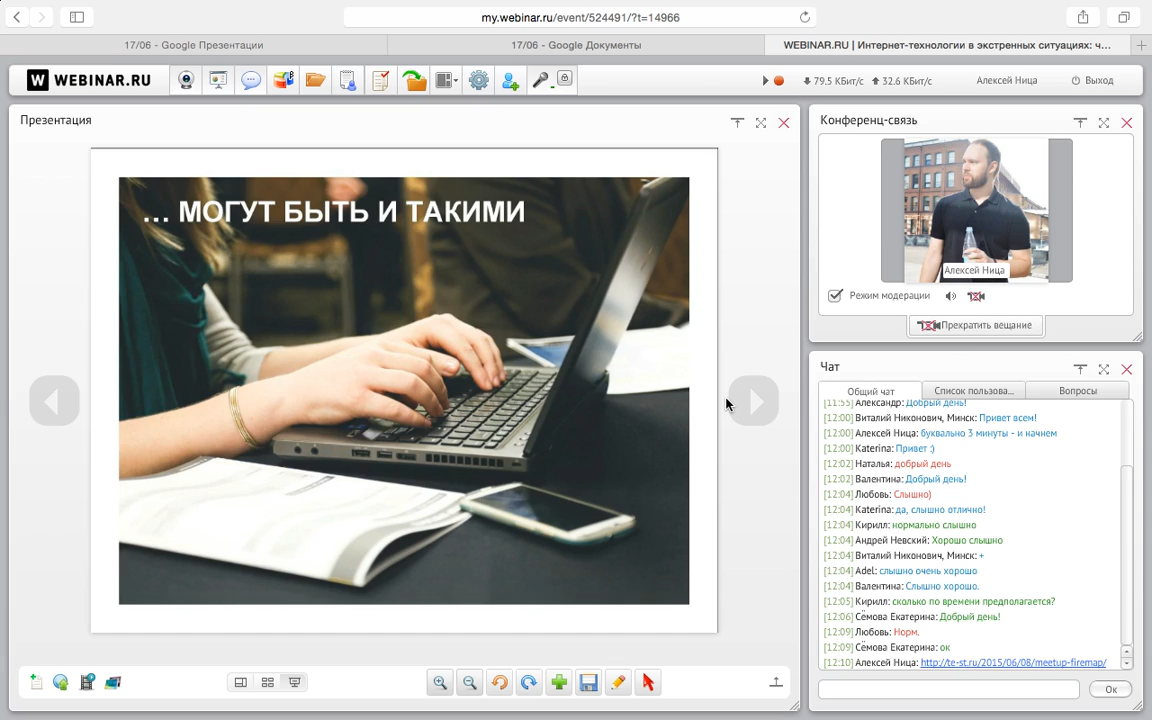 my.webinar.ru/event/524491/?t=14966
17/06 - Google Презентации
17/06 - Google Документы
WEBINAR.RU | Интернет-технологии в экстренных ситуациях: ч...
W WEBINAR.RU
79.5 КБит/с 32.6 КБит/с
Алексей Ница
Выход
Презентация
... МОГУТ БЫТЬ И ТАКИМИ
Конференц-связь
Алексей Ница
Режим модерации
Прекратить вещание
Чат
Общий чат
Список пользова...
Вопросы
[11:55] Александр: Добрый день!
[12:00] Виталий Никонович, Минск: Привет всем!
[12:00] Алексей Ница: буквально 3 минуты - и начнем
[12:00] Katerina: Привет :)
[12:02] Наталья: добрый день
[12:02] Валентина: Добрый день!
[12:04] Любовь: Слышно)
[12:04] Katerina: да, слышно отлично!
[12:04] Кирилл: нормально слышно
[12:04] Андрей Невский: Хорошо слышно
[12:04] Виталий Никонович, Минск: +
[12:04] Adel: слышно очень хорошо
[12:04] Валентина: Слышно хорошо.
[12:05] Кирилл: сколько по времени предполагается?
[12:06] Сёмова Екатерина: Добрый день!
[12:09] Любовь: Норм.
[12:09] Сёмова Екатерина: ок
[12:10] Алексей Ница: http://te-st.ru/2015/06/08/meetup-firemap/
Ок